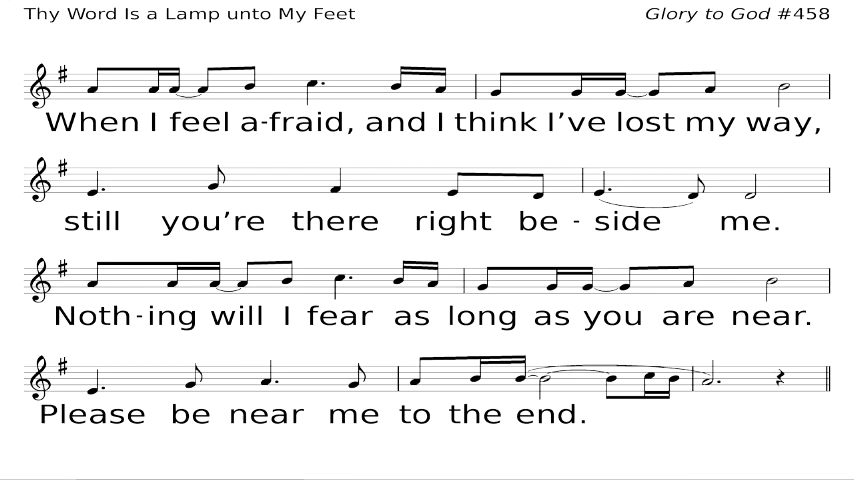 Thy Word Is a Lamp unto My Feet
Glory to God #458
When I feel a-fraid, and I think I’ve lost my way,
still you’re there right be - side me.
Noth-ing will I fear as long as you are near.
Please be near me to the end.